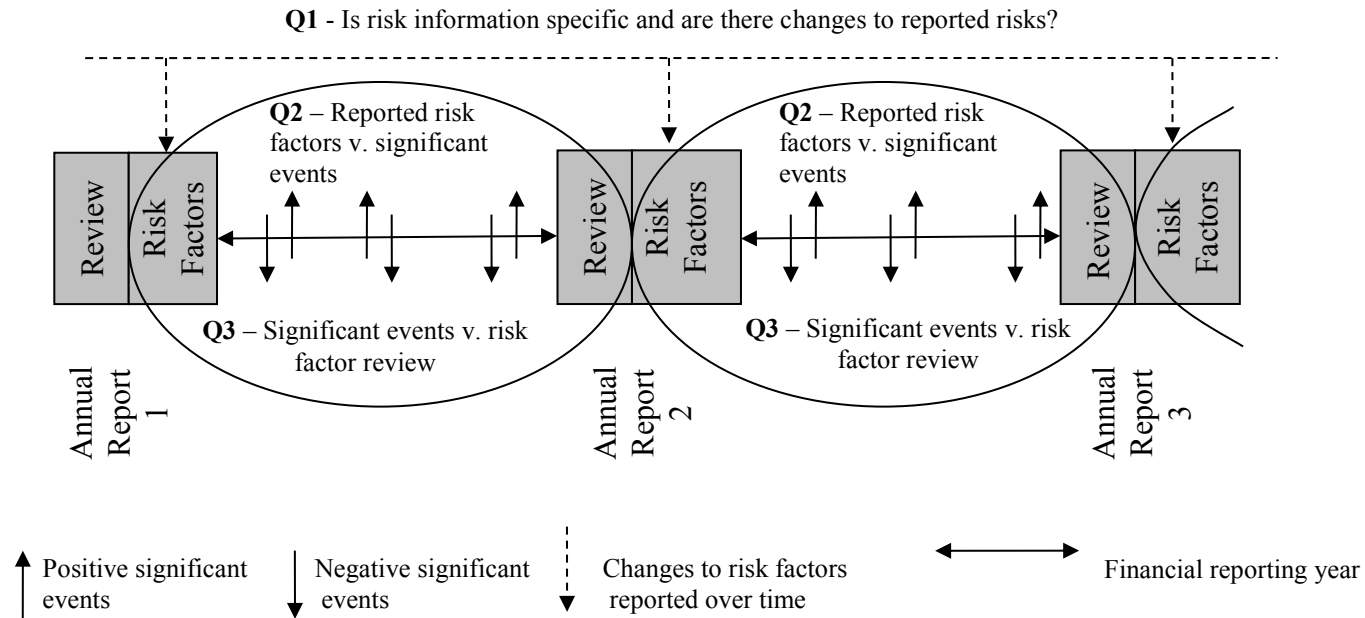 Q1 - Is risk information specific and are there changes to reported risks?
Q2 – Reported risk
factors v. significant
events
Q2 – Reported risk
factors v. significant
events
Review
Risk
Factors
Review
Risk
Factors
Review
Risk
Factors
Q3 – Significant events v. risk
factor review
Q3 – Significant events v. risk
factor review
Annual
Report
1
Annual
Report
2
Annual
Report
3
Positive significant
events
Negative significant
events
Changes to risk factors
reported over time
Financial reporting year